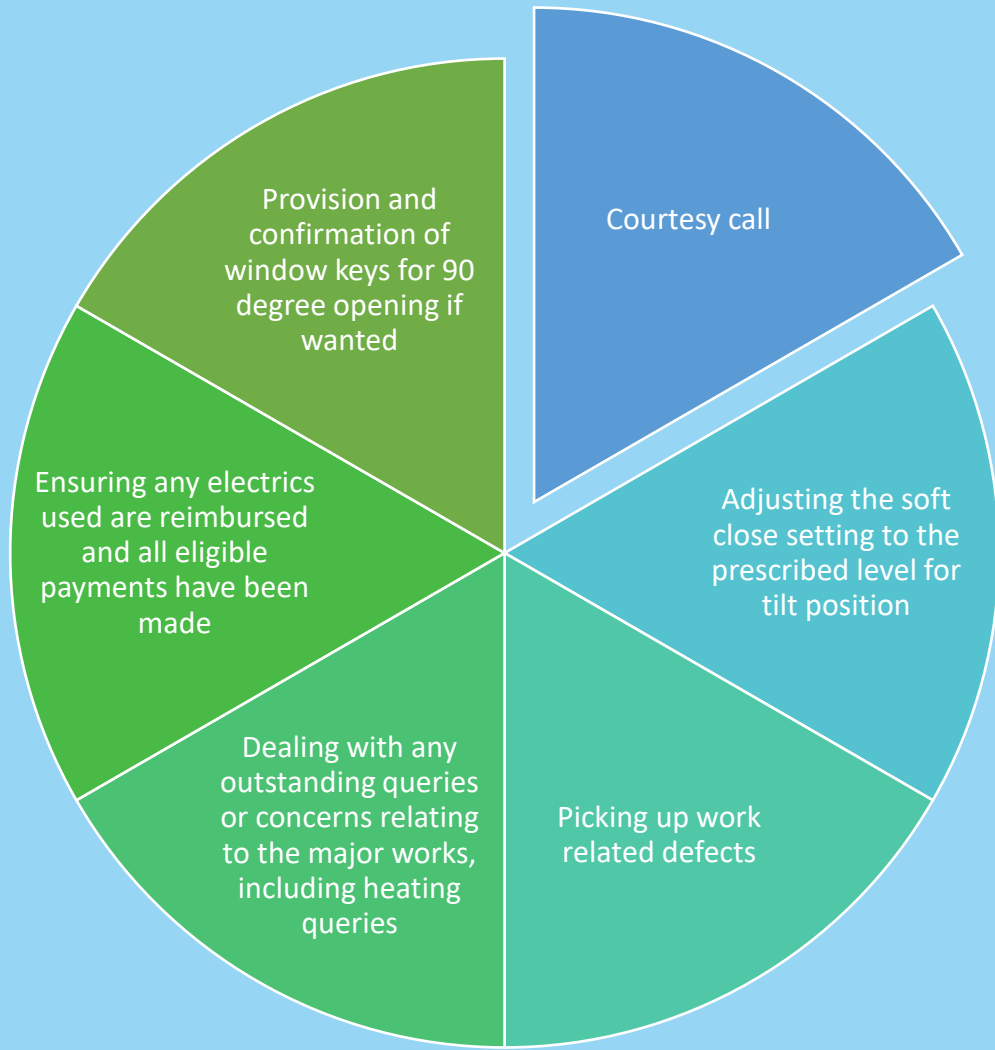 Courtesy call
Adjusting the soft
close setting to the
prescribed level for
tilt position
Picking up work
related defects
Dealing with any
outstanding queries
or concerns relating
to the major works,
including heating
queries
Ensuring any electrics
used are reimbursed
and all eligible
payments have been
made
Provision and
confirmation of
window keys for 90
degree opening if
wanted